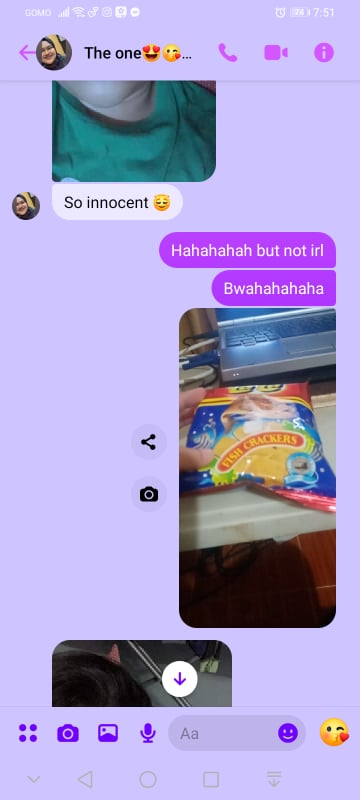 GOMO 24 7:51
The one😍😘...
So innocent 😇
Hahahahah but not irl
Bwahahahaha
FISH CRACKERS
Aa